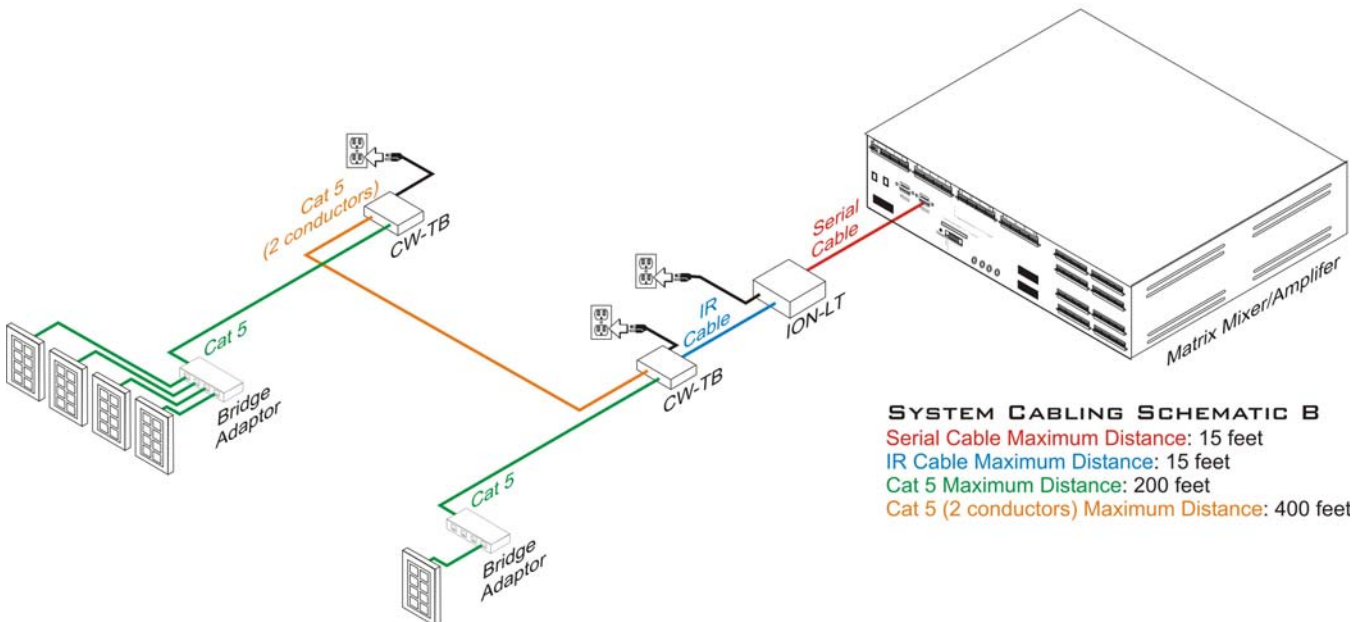 Cat 5
(2 conductors)
CW-TB
Serial
Cable
IR
Cable
ION-LT
Matrix Mixer/Amplifer
Cat 5
CW-TB
Bridge
Adaptor
SYSTEM CABLING SCHEMATIC B
Serial Cable Maximum Distance: 15 feet
IR Cable Maximum Distance: 15 feet
Cat 5 Maximum Distance: 200 feet
Cat 5 (2 conductors) Maximum Distance: 400 feet
Cat 5
Bridge
Adaptor